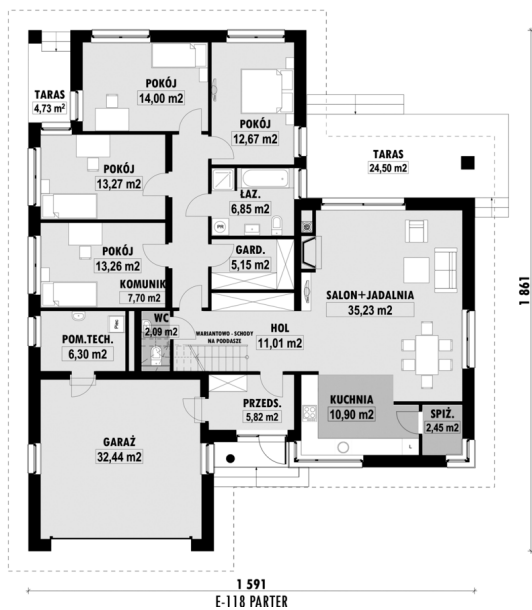 POKÓJ
14,00 m2
TARAS
4,73 m²
POKÓJ
12,67 m2
TARAS
24,50 m2
POKÓJ
13,27 m2
ŁAZ.
6,85 m2
PR
POKÓJ
13,26 m2
GARD.
5,15 m2
KOMUNIK
7,70 m2
SALON+JADALNIA
35,23 m2
WC
2,09 m2
WARIANTOWO - SCHODY
NA PODDASZE
HOL
11,01 m2
POM.TECH.
6,30 m2
Piec
PRZEDS.
5,82 m2
KUCHNIA
10,90 m2
SPIŻ.
2,45 m2
L
GARAŻ
32,44 m2
1 861
1 591
E-118 PARTER